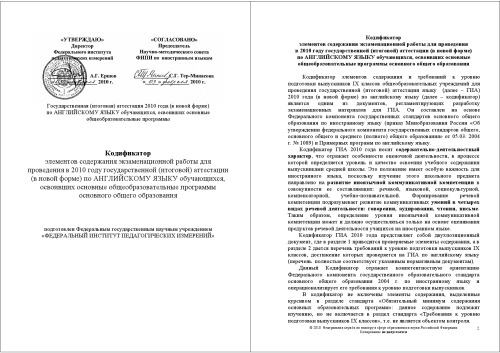 «УТВЕРЖДАЮ»
Директор
Федерального института
педагогических измерений
А.Г. Ершов
2010 г.
«СОГЛАСОВАНО»
Председатель
Научно-методического совета
ФИПИ по иностранным языкам
С.Г. Тер-Минасова
2010 г.
Государственная (итоговая) аттестация 2010 года (в новой форме)
по АНГЛИЙСКОМУ ЯЗЫКУ обучающихся, освоивших основные
общеобразовательные программы
Кодификатор
элементов содержания экзаменационной работы для
проведения в 2010 году государственной (итоговой) аттестации
(в новой форме) по АНГЛИЙСКОМУ ЯЗЫКУ обучающихся,
освоивших основные общеобразовательные программы
основного общего образования
подготовлен Федеральным государственным научным учреждением
«ФЕДЕРАЛЬНЫЙ ИНСТИТУТ ПЕДАГОГИЧЕСКИХ ИЗМЕРЕНИЙ»
Кодификатор
элементов содержания экзаменационной работы для проведения
в 2010 году государственной (итоговой) аттестации (в новой форме)
по АНГЛИЙСКОМУ ЯЗЫКУ обучающихся, освоивших основные
общеобразовательные программы основного общего образования
Кодификатор элементов содержания и требований к уровню
подготовки выпускников IX классов общеобразовательных учреждений для
проведения государственной (итоговой) аттестации (далее – ГИА)
2010 года (в новой форме) по английскому языку (далее – кодификатор)
является одним из документов, регламентирующих разработку
экзаменационных материалов для ГИА. Он составлен на основе
Федерального компонента государственных стандартов основного общего
образования по иностранному языку (приказ Минобразования России «Об
утверждении федерального компонента государственных стандартов общего,
основного общего и среднего (полного) общего образования» от 05.03. 2004
г. № 1089) и Примерных программ по английскому языку.
Кодификатор ГИА 2010 года носит содержательно-деятельностный
характер, что отражает особенности оценочной деятельности, в процессе
которой определяется уровень и качество освоения учебного содержания
выпускниками средней школы. Это положение имеет особую важность для
иностранного языка, поскольку изучение этого школьного предмета
направлено на развитие иноязычной коммуникативной компетенции в
совокупности ее составляющих: речевой, языковой, социокультурной,
компенсаторной, учебно-познавательной. Формирование речевой
компетенции подразумевает развитие коммуникативных умений в четырех
видах речевой деятельности: говорении, аудировании, чтении, письме.
Таким образом, определение уровня иноязычной коммуникативной
компетенции может и должно осуществляться только на основе оценивания
продуктов речевой деятельности учащихся на иностранном языке.
Кодификатор ГИА 2010 года представляет собой двухпозиционный
документ, где в разделе 1 приводятся проверяемые элементы содержания, а в
разделе 2 дается перечень требований к уровню подготовки выпускников IX
классов, достижение которых проверяется на ГИА по английскому языку
(перечень полностью соответствует указанным нормативным документам)
Данный Кодификатор отражает компетентностную ориентацию
Федерального компонента государственного образовательного стандарта
основного общего образования 2004 г. по иностранному языку и
операционализирует его требования к уровню подготовки выпускников.
В кодификатор не включены элементы содержания, выделенные
курсивом в разделе стандарта «Обязательный минимум содержания
основных образовательных программ»: данное содержание подлежит
изучению, но не включается в раздел стандарта «Требования к уровню
подготовки выпускников IX классов», т.е. не является объектом контроля.
© 2010 Федеральная служба по надзору в сфере образования и науки Российской Федерации
Копирование не допускается
2